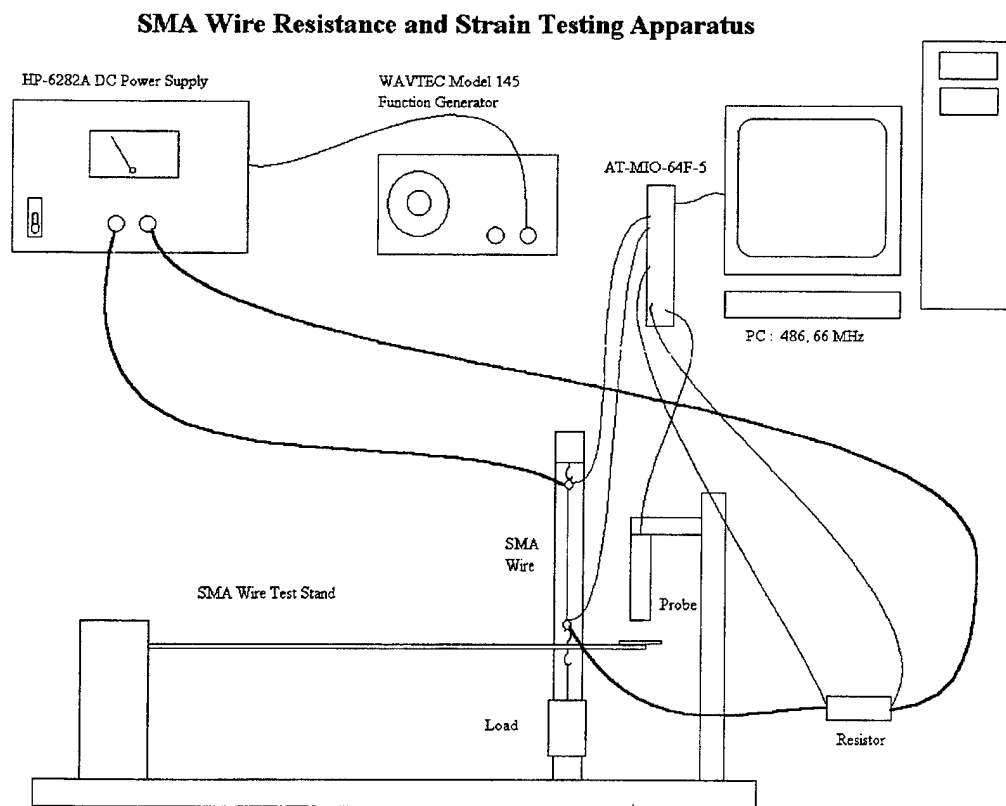 SMA Wire Resistance and Strain Testing Apparatus
HP-6282A DC Power Supply
WAVTEC Model 145
Function Generator
AT-MIO-64F-5
PC : 486, 66 MHz
SMA
Wire
SMA Wire Test Stand
Probe
Load
Resistor